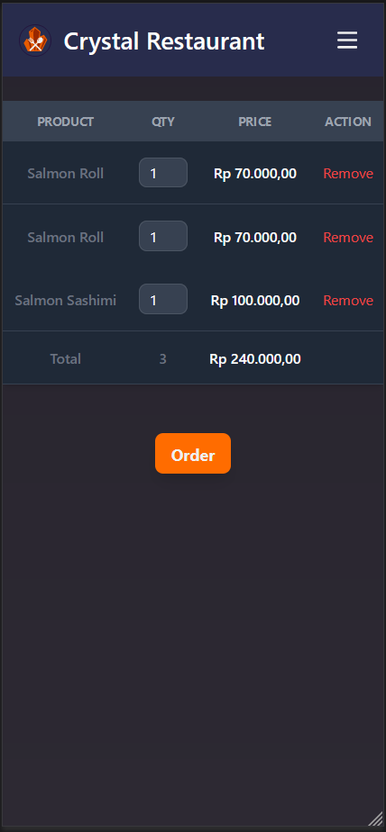 Crystal Restaurant
PRODUCT QTY PRICE ACTION
Salmon Roll 1 Rp 70.000,00 Remove
Salmon Roll 1 Rp 70.000,00 Remove
Salmon Sashimi 1 Rp 100.000,00 Remove
Total 3 Rp 240.000,00
Order